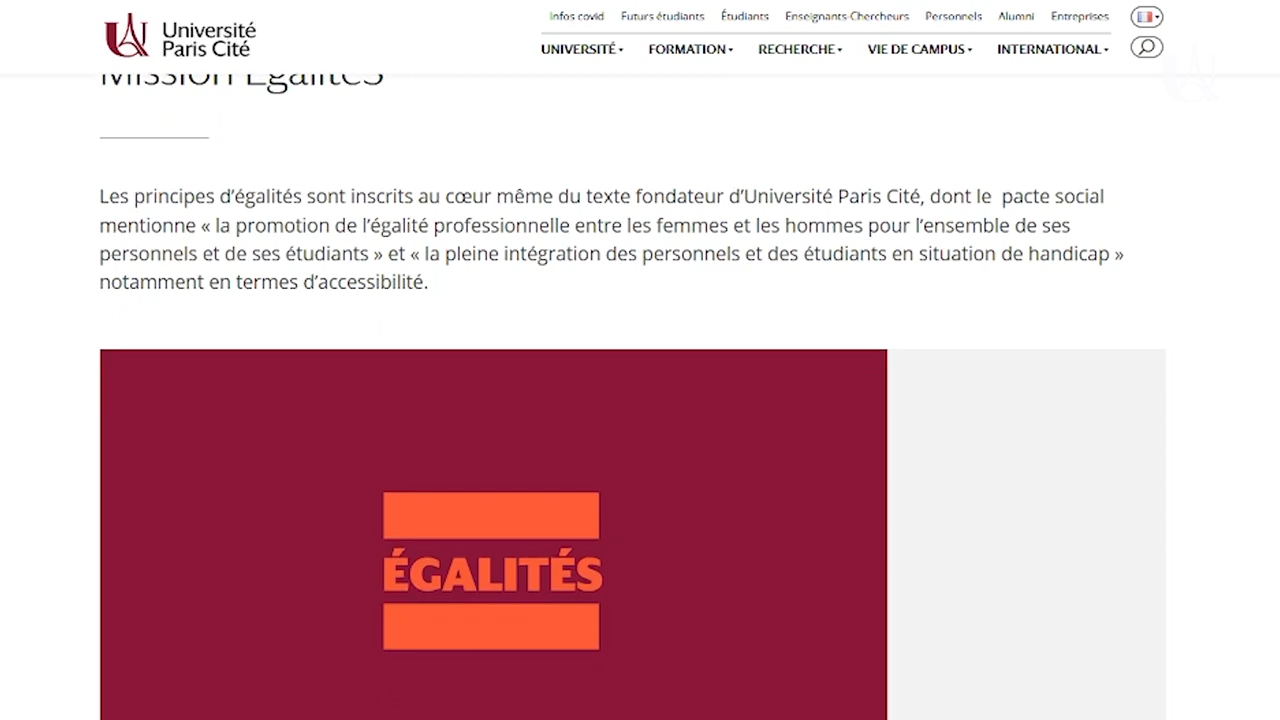 Université
Paris Cité
Infos covid Futurs étudiants Étudiants Enseignants-Chercheurs Personnels Alumni Entreprises
UNIVERSITÉ FORMATION RECHERCHE VIE DE CAMPUS INTERNATIONAL
Mission Égalités
Les principes d’égalités sont inscrits au cœur même du texte fondateur d’Université Paris Cité, dont le pacte social
mentionne « la promotion de l’égalité professionnelle entre les femmes et les hommes pour l’ensemble de ses
personnels et de ses étudiants » et « la pleine intégration des personnels et des étudiants en situation de handicap »
notamment en termes d’accessibilité.
ÉGALITÉS